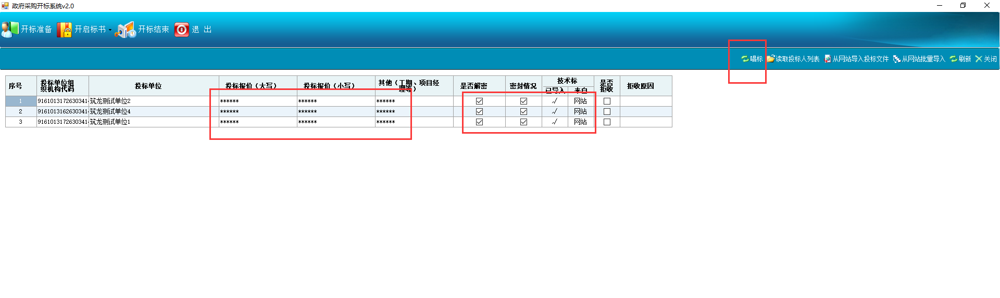 政府采购开标系统v2.0
开标准备 开启标书 开标结束 退 出
唱标 读取投标人列表 从网站导入投标文件 从网站批量导入 刷新 关闭
序号 投标单位组织机构代码 投标单位 投标报价（大写） 投标报价（小写） 其他（工期、项目经理等） 是否解密 密封情况 技术标 已导入 来自 是否拒收 拒收原因
1 9161013172630341 筑龙测试单位2 ****** ****** ****** √ 网站
2 9161013162630341 筑龙测试单位4 ****** ****** ****** √ 网站
3 9161013172630341 筑龙测试单位1 ****** ****** ****** √ 网站